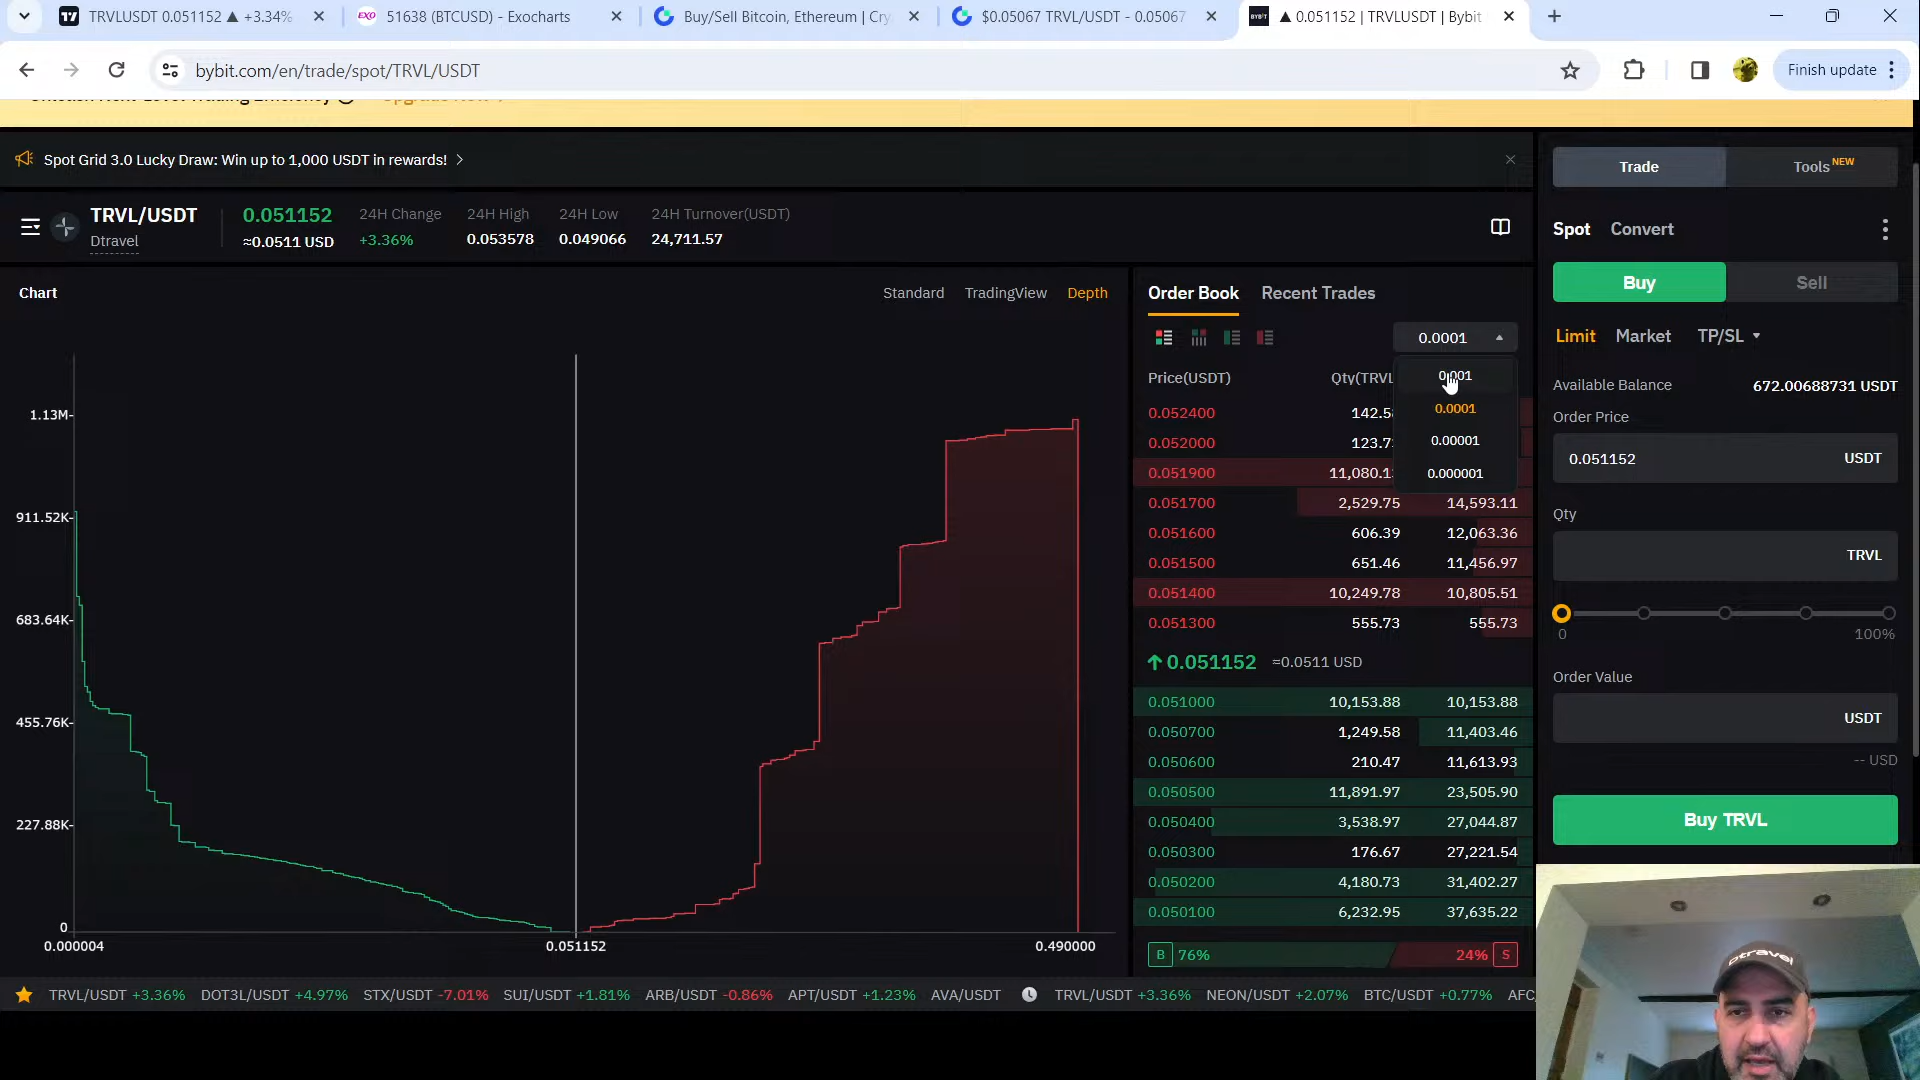 TRVLUSDT 0.051152 ▲ +3.34%
EXO 51638 (BTCUSD) - Exocharts
Buy/Sell Bitcoin, Ethereum | Cry
$0.05067 TRVL/USDT - 0.05067
BYBIT ▲ 0.051152 | TRVLUSDT | Bybit
bybit.com/en/trade/spot/TRVL/USDT
Finish update
Spot Grid 3.0 Lucky Draw: Win up to 1,000 USDT in rewards! >
Trade
Tools NEW
TRVL/USDT
Dtravel
0.051152
≈0.0511 USD
24H Change
+3.36%
24H High
0.053578
24H Low
0.049066
24H Turnover(USDT)
24,711.57
Spot Convert
Buy
Sell
Limit Market TP/SL
Available Balance 672.00688731 USDT
Order Price
0.051152 USDT
Qty
TRVL
0 100%
Order Value
USDT
-- USD
Buy TRVL
Chart
Standard TradingView Depth
1.13M
911.52K
683.64K
455.76K
227.88K
0
0.000004 0.051152 0.490000
Order Book Recent Trades
0.0001
0.001
0.0001
0.00001
0.000001
Price(USDT) Qty(TRVL
0.052400 142.5
0.052000 123.7
0.051900 11,080.1
0.051700 2,529.75 14,593.11
0.051600 606.39 12,063.36
0.051500 651.46 11,456.97
0.051400 10,249.78 10,805.51
0.051300 555.73 555.73
↑ 0.051152 ≈0.0511 USD
0.051000 10,153.88 10,153.88
0.050700 1,249.58 11,403.46
0.050600 210.47 11,613.93
0.050500 11,891.97 23,505.90
0.050400 3,538.97 27,044.87
0.050300 176.67 27,221.54
0.050200 4,180.73 31,402.27
0.050100 6,232.95 37,635.22
B 76% 24% S
TRVL/USDT +3.36% DOT3L/USDT +4.97% STX/USDT -7.01% SUI/USDT +1.81% ARB/USDT -0.86% APT/USDT +1.23% AVA/USDT TRVL/USDT +3.36% NEON/USDT +2.07% BTC/USDT +0.77% AFC